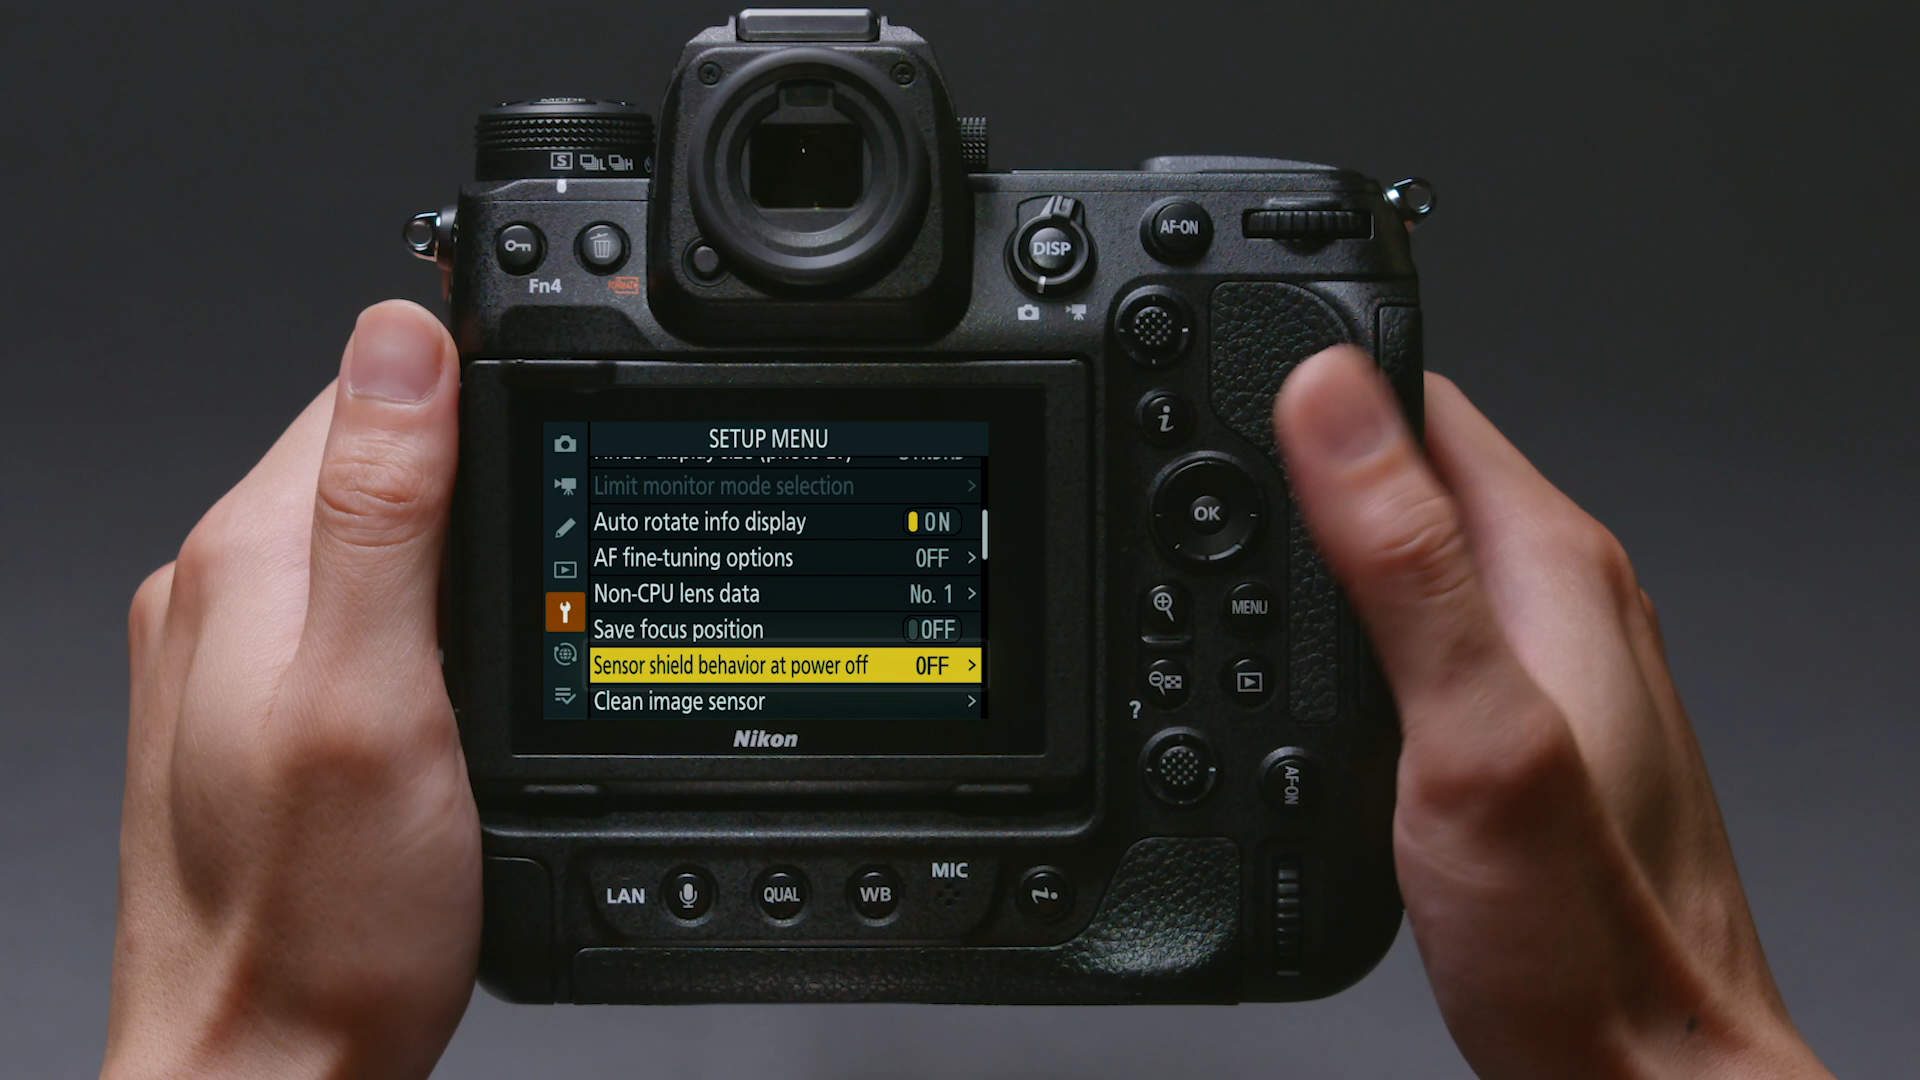 MODE
S L H
DISP
AF-ON
Fn4
FORMAT
SETUP MENU
Limit monitor mode selection >
Auto rotate info display ON
AF fine-tuning options OFF >
Non-CPU lens data No. 1 >
Save focus position OFF
Sensor shield behavior at power off OFF >
Clean image sensor >
Nikon
i
OK
MENU
?
AF-ON
MIC
LAN
QUAL
WB
i